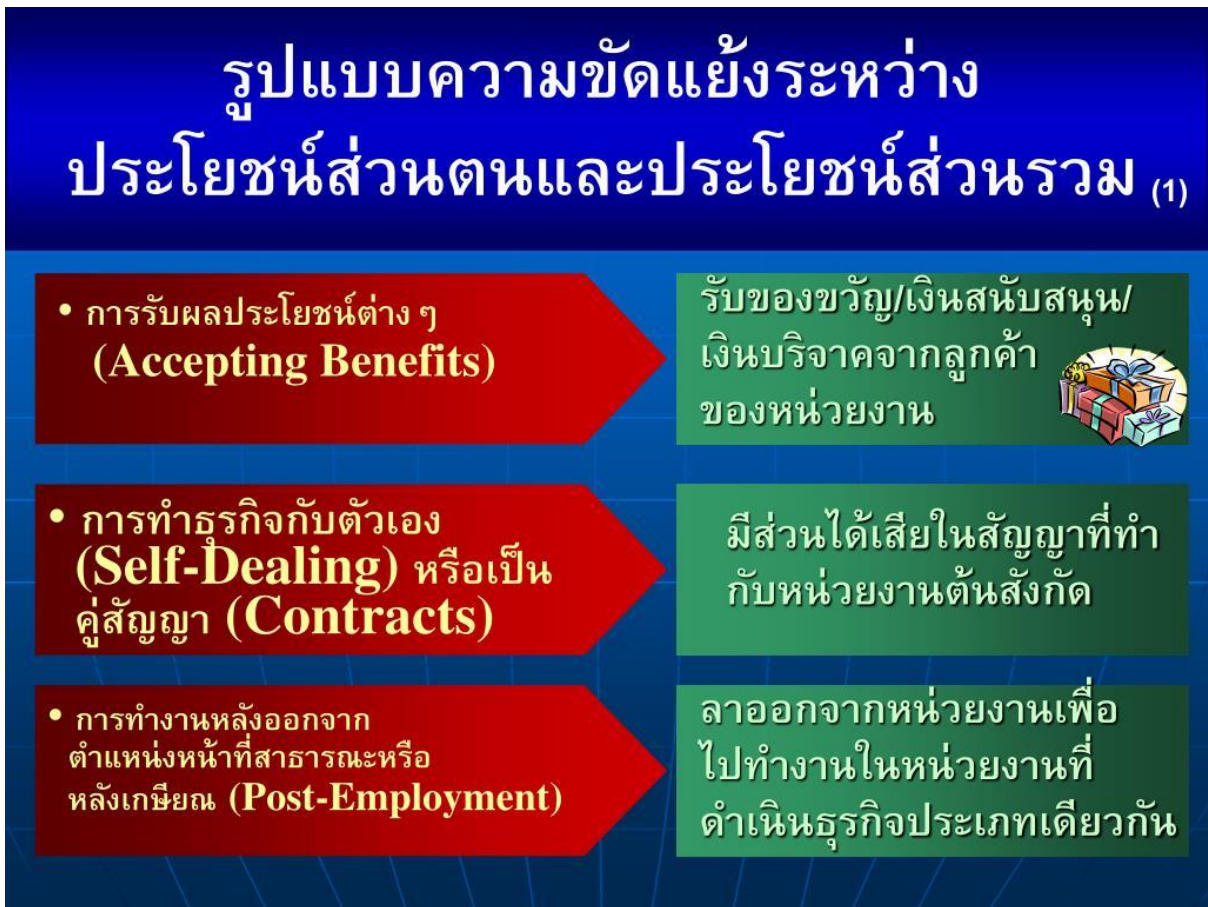 รูปแบบความขัดแย้งระหว่าง
ประโยชน์ส่วนตนและประโยชน์ส่วนรวม (1)
• การรับผลประโยชน์ต่าง ๆ
(Accepting Benefits)
รับของขวัญ/เงินสนับสนุน/
เงินบริจาคจากลูกค้า
ของหน่วยงาน
• การทำธุรกิจกับตัวเอง
(Self-Dealing) หรือเป็น
คู่สัญญา (Contracts)
มีส่วนได้เสียในสัญญาที่ทำ
กับหน่วยงานต้นสังกัด
• การทำงานหลังออกจาก
ตำแหน่งหน้าที่สาธารณะหรือ
หลังเกษียณ (Post-Employment)
ลาออกจากหน่วยงานเพื่อ
ไปทำงานในหน่วยงานที่
ดำเนินธุรกิจประเภทเดียวกัน